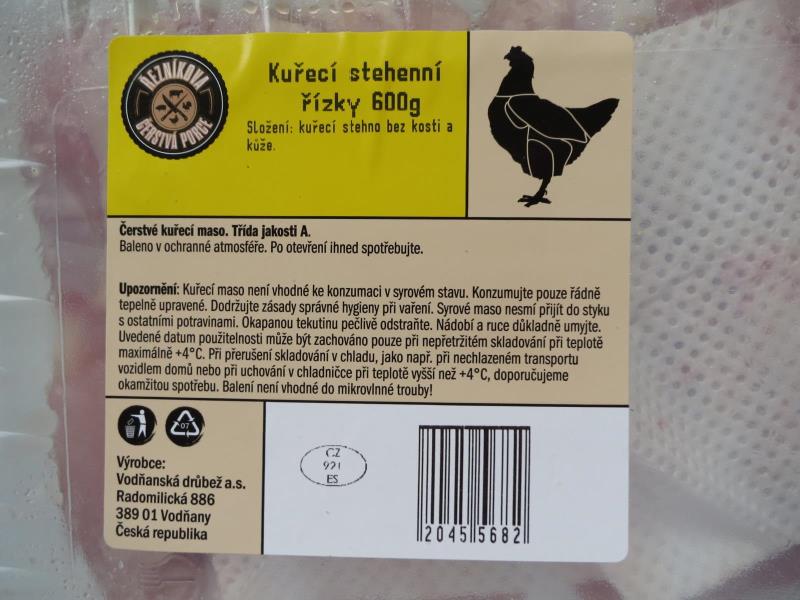 ŘEZNÍKOVA
ČERSTVÁ PORCE
Kuřecí stehenní
řízky 600g
Složení: kuřecí stehno bez kosti a
kůže.
Čerstvé kuřecí maso. Třída jakosti A.
Baleno v ochranné atmosféře. Po otevření ihned spotřebujte.
Upozornění: Kuřecí maso není vhodné ke konzumaci v syrovém stavu. Konzumujte pouze řádně
tepelně upravené. Dodržujte zásady správné hygieny při vaření. Syrové maso nesmí přijít do styku
s ostatními potravinami. Okapanou tekutinu pečlivě odstraňte. Nádobí a ruce důkladně umyjte.
Uvedené datum použitelnosti může být zachováno pouze při nepřetržitém skladování při teplotě
maximálně +4°C. Při přerušení skladování v chladu, jako např. při nechlazeném transportu
vozidlem domů nebo při uchování v chladničce při teplotě vyšší než +4°C, doporučujeme
okamžitou spotřebu. Balení není vhodné do mikrovlnné trouby!
07
Výrobce:
Vodňanská drůbež a.s.
Radomilická 886
389 01 Vodňany
Česká republika
CZ
921
ES
2045 5682